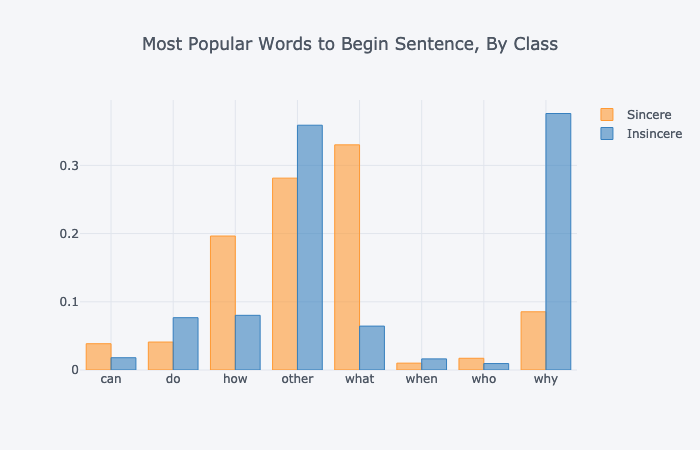 Most Popular Words to Begin Sentence, By Class
Sincere
Insincere
0.3
0.2
0.1
0
can do how other what when who why